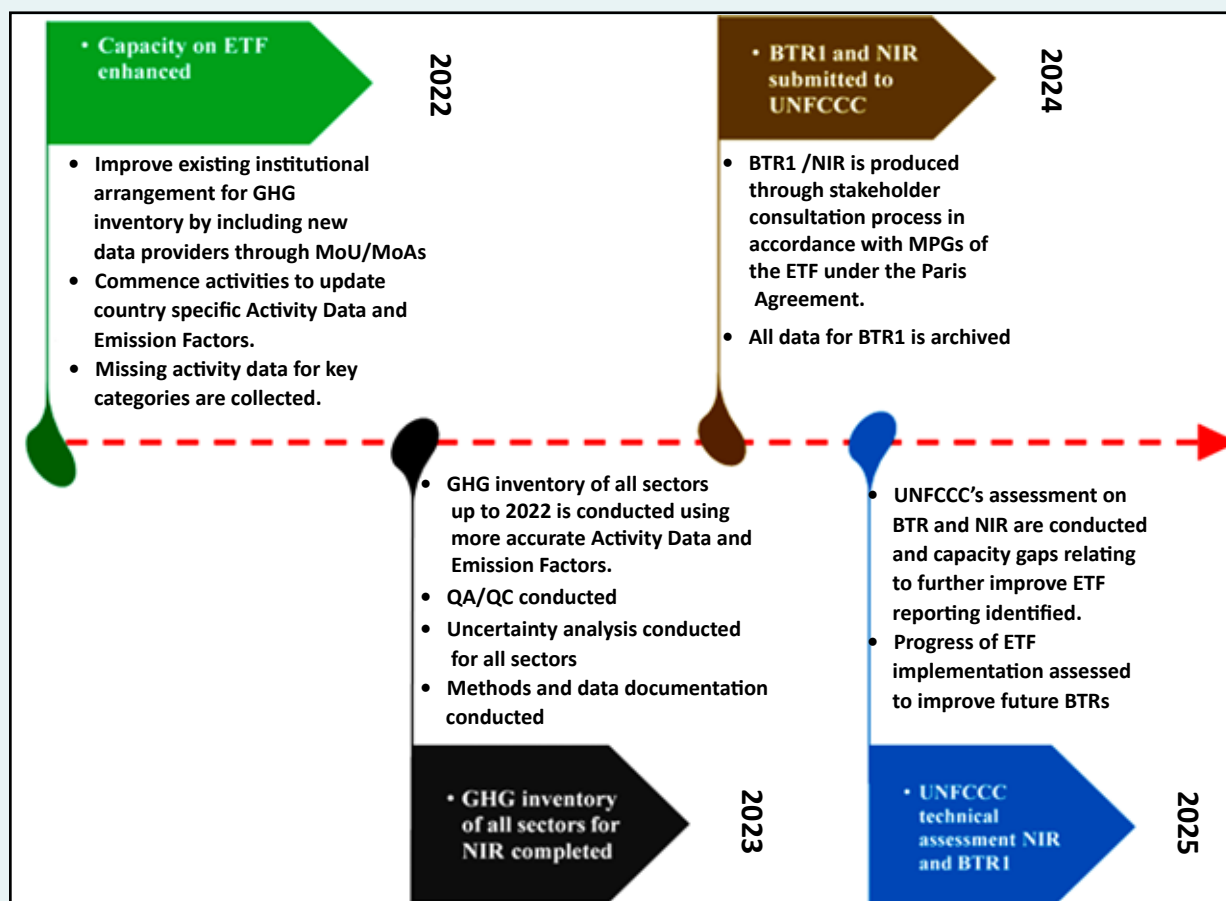 • Capacity on ETF
enhanced
2022
• Improve existing institutional
arrangement for GHG
inventory by including new
data providers through MoU/MoAs
• Commence activities to update
country specific Activity Data and
Emission Factors.
• Missing activity data for key
categories are collected.
• GHG inventory of all sectors
up to 2022 is conducted using
more accurate Activity Data and
Emission Factors.
• QA/QC conducted
• Uncertainty analysis conducted
for all sectors
• Methods and data documentation
conducted
• GHG inventory
of all sectors for
NIR completed
2023
• BTR1 and NIR
submitted to
UNFCCC
2024
• BTR1 /NIR is produced
through stakeholder
consultation process in
accordance with MPGs of
the ETF under the Paris
Agreement.
• All data for BTR1 is archived
• UNFCCC's assessment on
BTR and NIR are conducted
and capacity gaps relating
to further improve ETF
reporting identified.
• Progress of ETF
implementation assessed
to improve future BTRs
• UNFCCC
technical
assessment NIR
and BTR1
2025